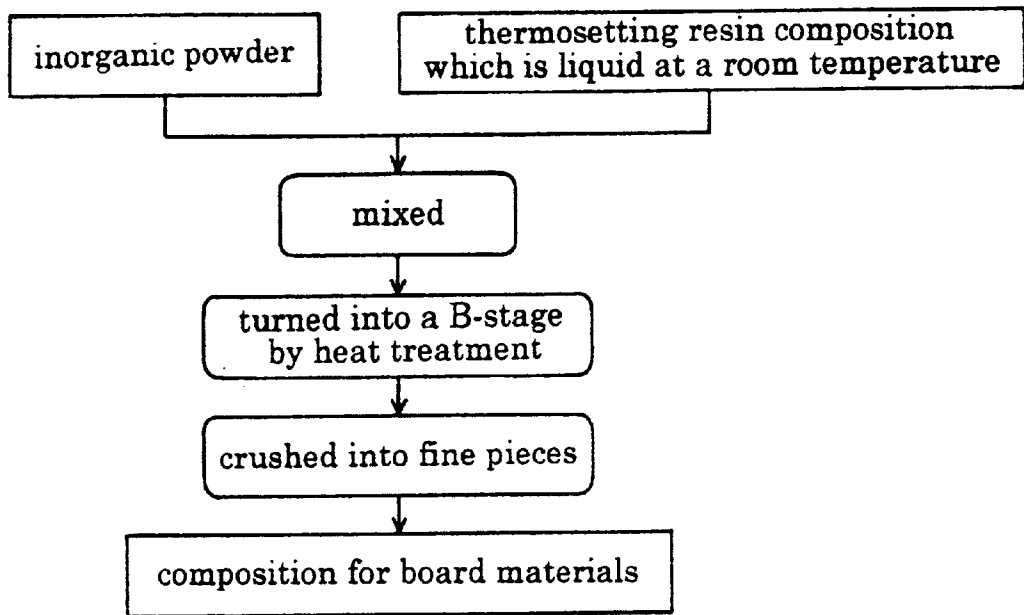 inorganic powder
thermosetting resin composition
which is liquid at a room temperature
mixed
turned into a B-stage
by heat treatment
crushed into fine pieces
composition for board materials